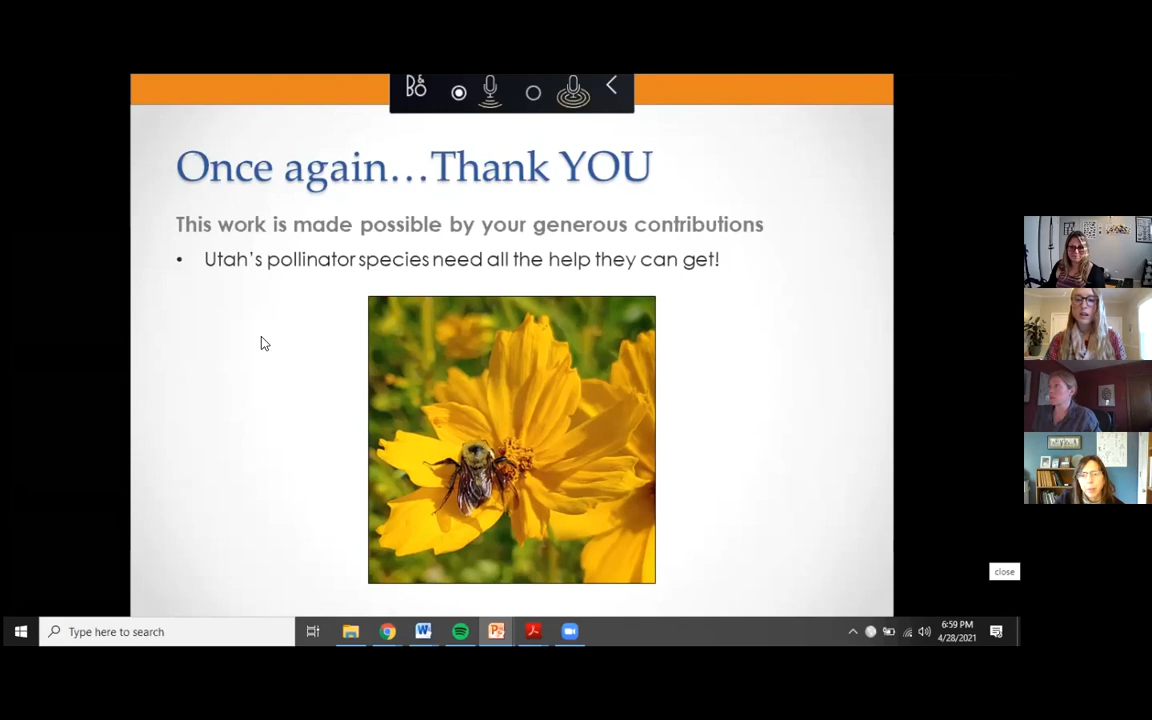 B&O
Once again…Thank YOU
This work is made possible by your generous contributions
• Utah's pollinator species need all the help they can get!
close
Type here to search
6:59 PM
4/28/2021